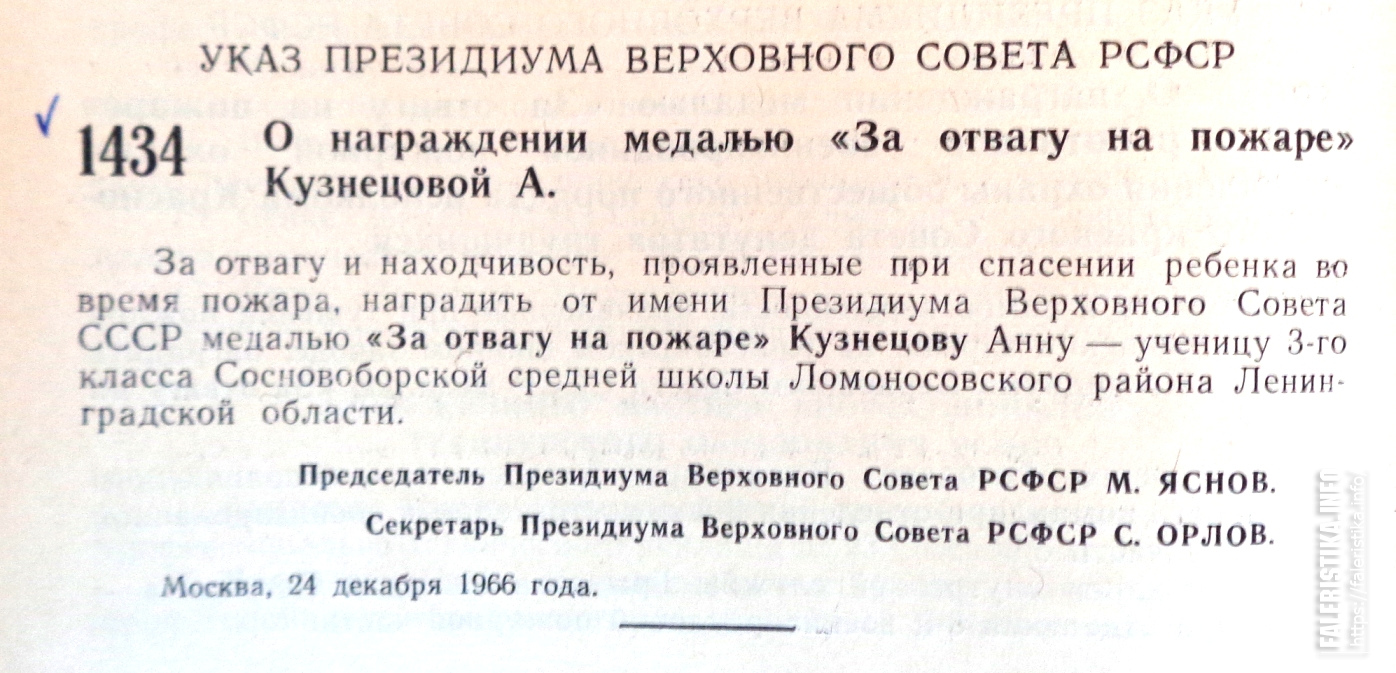 УКАЗ ПРЕЗИДИУМА ВЕРХОВНОГО СОВЕТА РСФСР
1434 О награждении медалью «За отвагу на пожаре»
Кузнецовой А.
За отвагу и находчивость, проявленные при спасении ребенка во
время пожара, наградить от имени Президиума Верховного Совета
СССР медалью «За отвагу на пожаре» Кузнецову Анну — ученицу 3-го
класса Сосновоборской средней школы Ломоносовского района Ленин-
градской области.
Председатель Президиума Верховного Совета РСФСР М. ЯСНОВ.
Секретарь Президиума Верховного Совета РСФСР С. ОРЛОВ.
Москва, 24 декабря 1966 года.
FALERISTIKA.INFO
https://faleristika.info